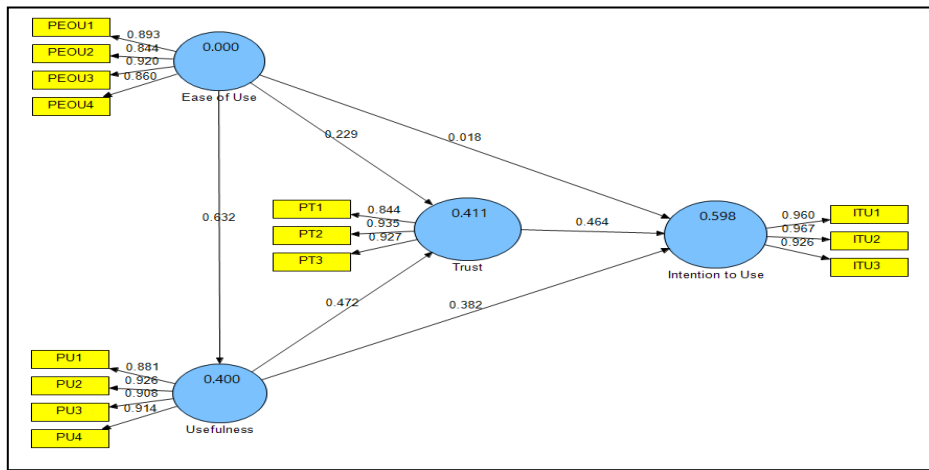 PEOU1
0.893
PEOU2
0.844
PEOU3
0.920
PEOU4
0.860
0.000
Ease of Use
0.229
0.018
0.632
PT1
0.844
PT2
0.935
PT3
0.927
0.411
Trust
0.464
0.598
Intention to Use
0.960
ITU1
0.967
ITU2
0.926
ITU3
0.472
0.382
PU1
0.881
PU2
0.926
PU3
0.908
PU4
0.914
0.400
Usefulness